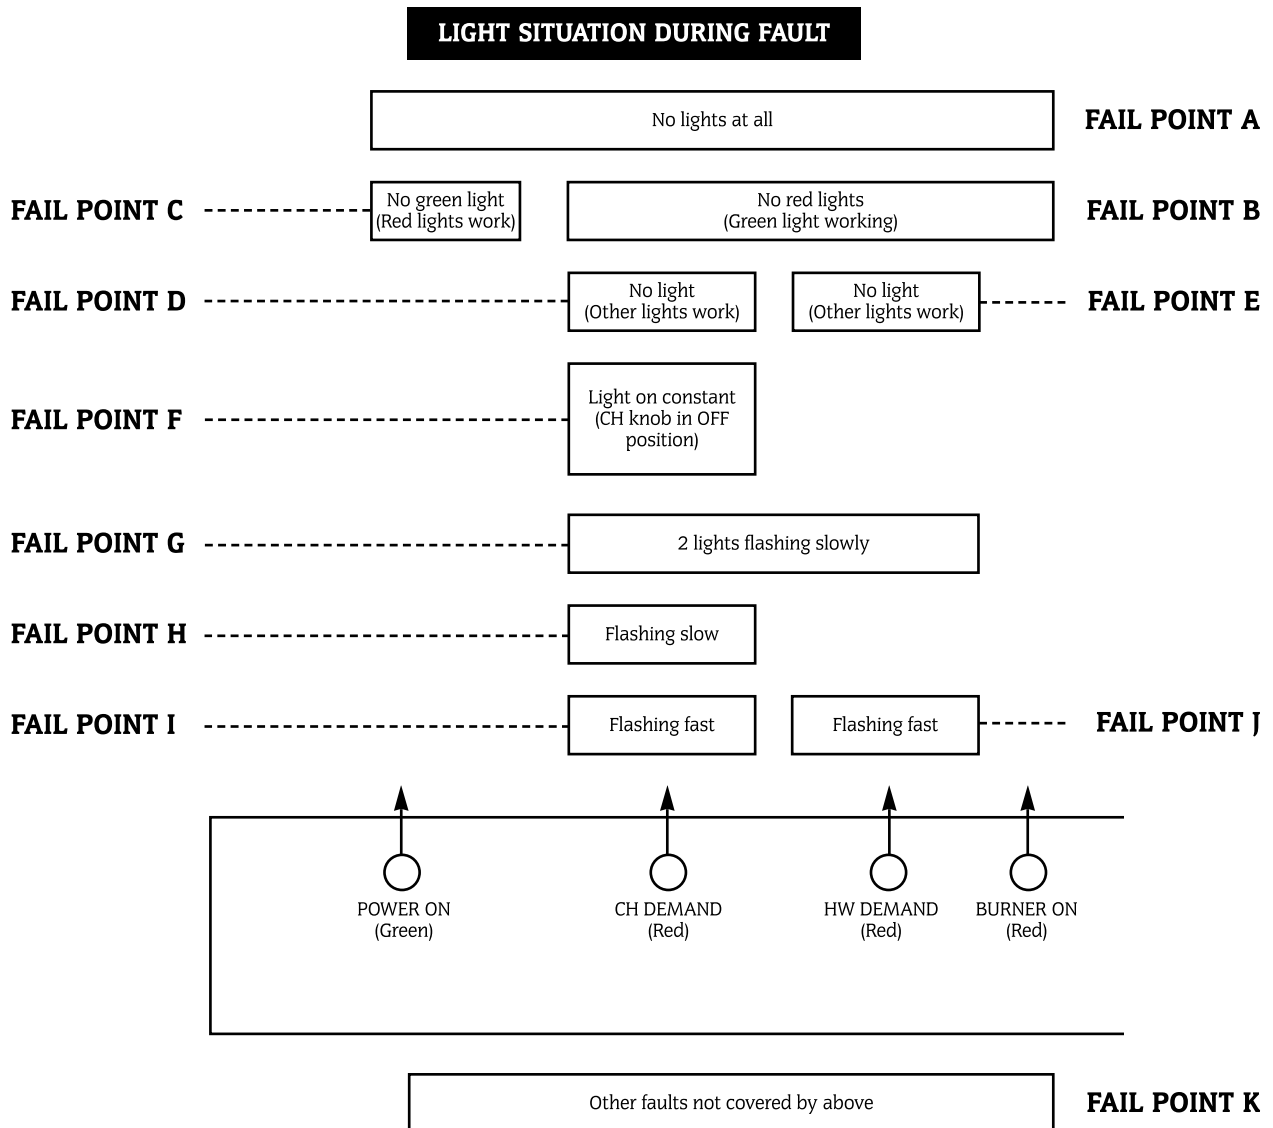 LIGHT SITUATION DURING FAULT
No lights at all
FAIL POINT A
FAIL POINT C
No green light
(Red lights work)
No red lights
(Green light working)
FAIL POINT B
FAIL POINT D
No light
(Other lights work)
No light
(Other lights work)
FAIL POINT E
FAIL POINT F
Light on constant
(CH knob in OFF
position)
FAIL POINT G
2 lights flashing slowly
FAIL POINT H
Flashing slow
FAIL POINT I
Flashing fast
Flashing fast
FAIL POINT J
POWER ON
(Green)
CH DEMAND
(Red)
HW DEMAND
(Red)
BURNER ON
(Red)
Other faults not covered by above
FAIL POINT K